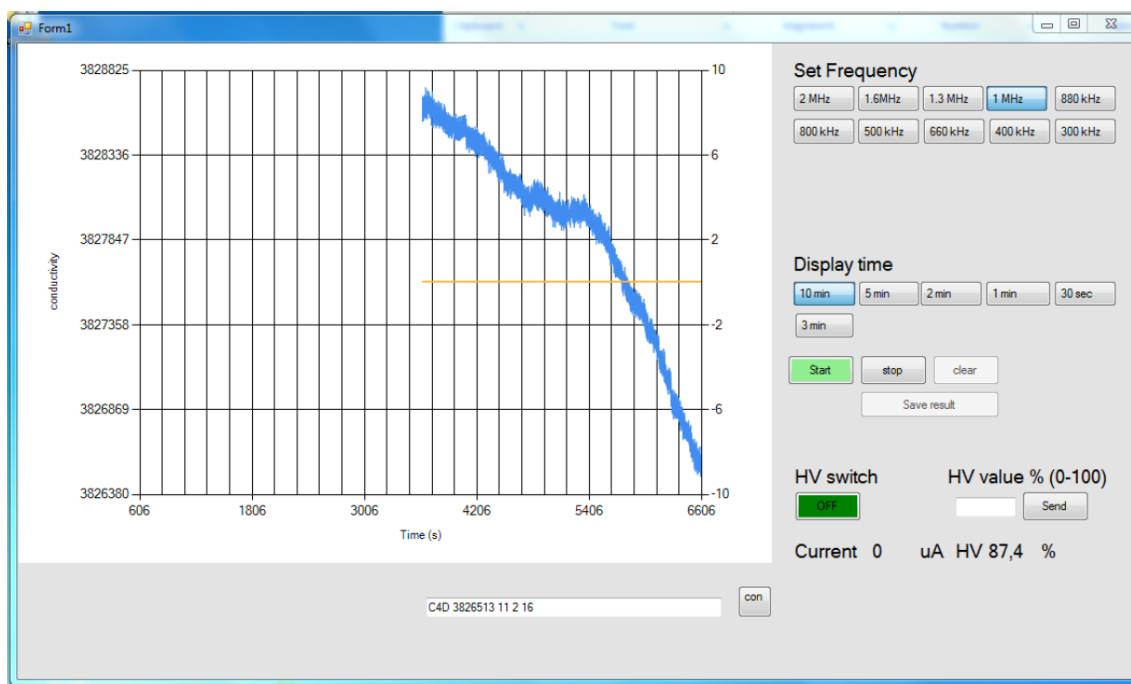 Form1
3828825
3828336
3827847
3827358
3826869
3826380
conductivity
10
6
2
-2
-6
-10
606 1806 3006 4206 5406 6606
Time (s)
Set Frequency
2 MHz 1.6MHz 1.3 MHz 1 MHz 880 kHz
800 kHz 500 kHz 660 kHz 400 kHz 300 kHz
Display time
10 min 5 min 2 min 1 min 30 sec
3 min
Start stop clear
Save result
HV switch HV value % (0-100)
OFF Send
Current 0 uA HV 87,4 %
C4D 3826513 11 2 16 con